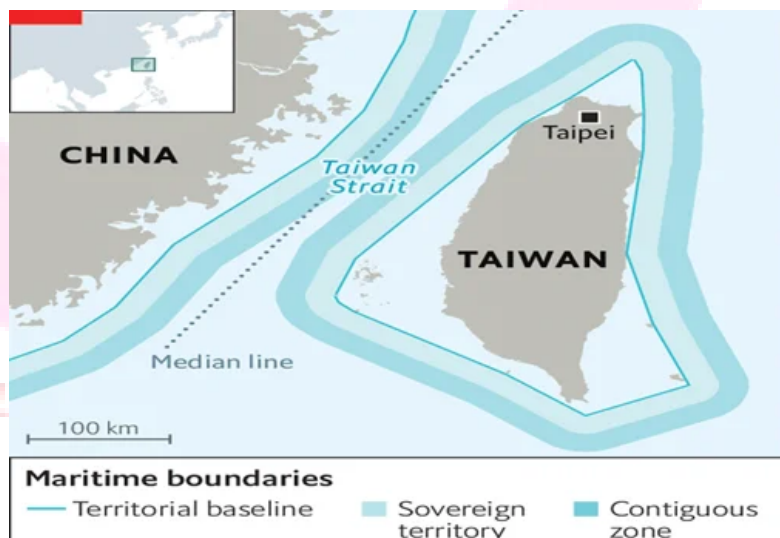 CHINA
Taiwan
Strait
Taipei
TAIWAN
Median line
100 km
Maritime boundaries
Territorial baseline
Sovereign
territory
Contiguous
zone